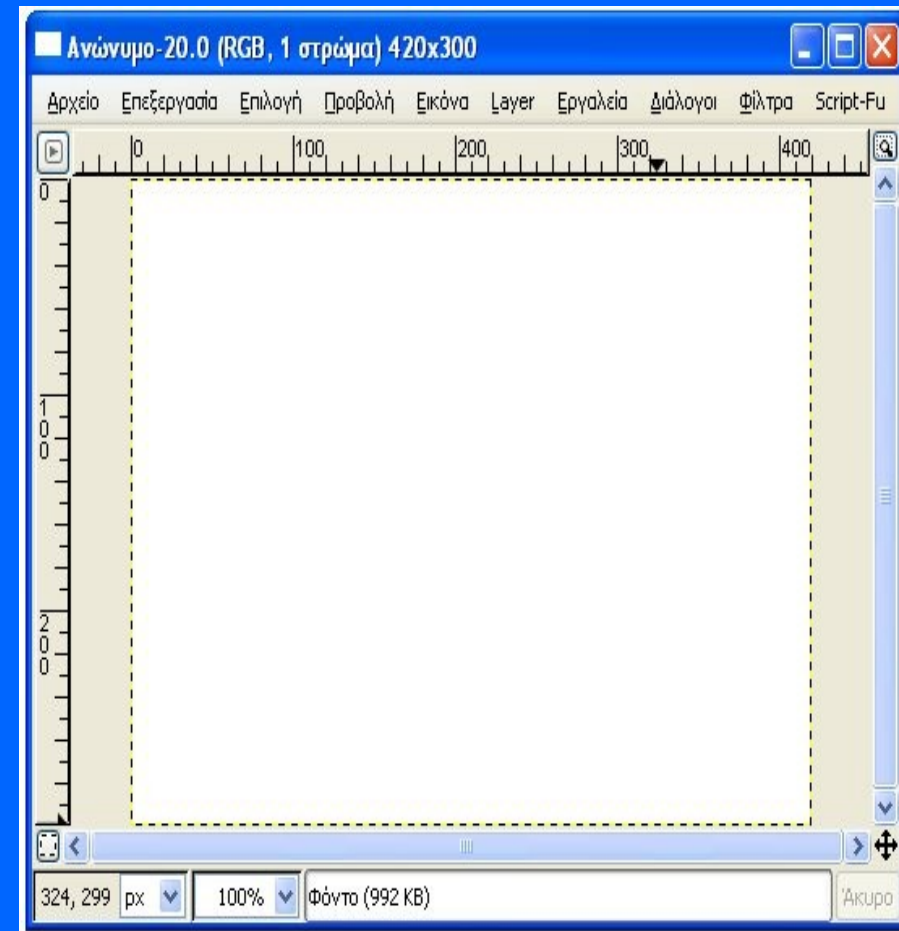 Ανώνυμο-20.0 (RGB, 1 στρώμα) 420x300
Αρχείο Επεξεργασία Επιλογή Προβολή Εικόνα Layer Εργαλεία Διάλογοι Φίλτρα Script-Fu
0 100 200 300 400
0
100
200
324, 299 px 100% Φόντο (992 KB) Άκυρο